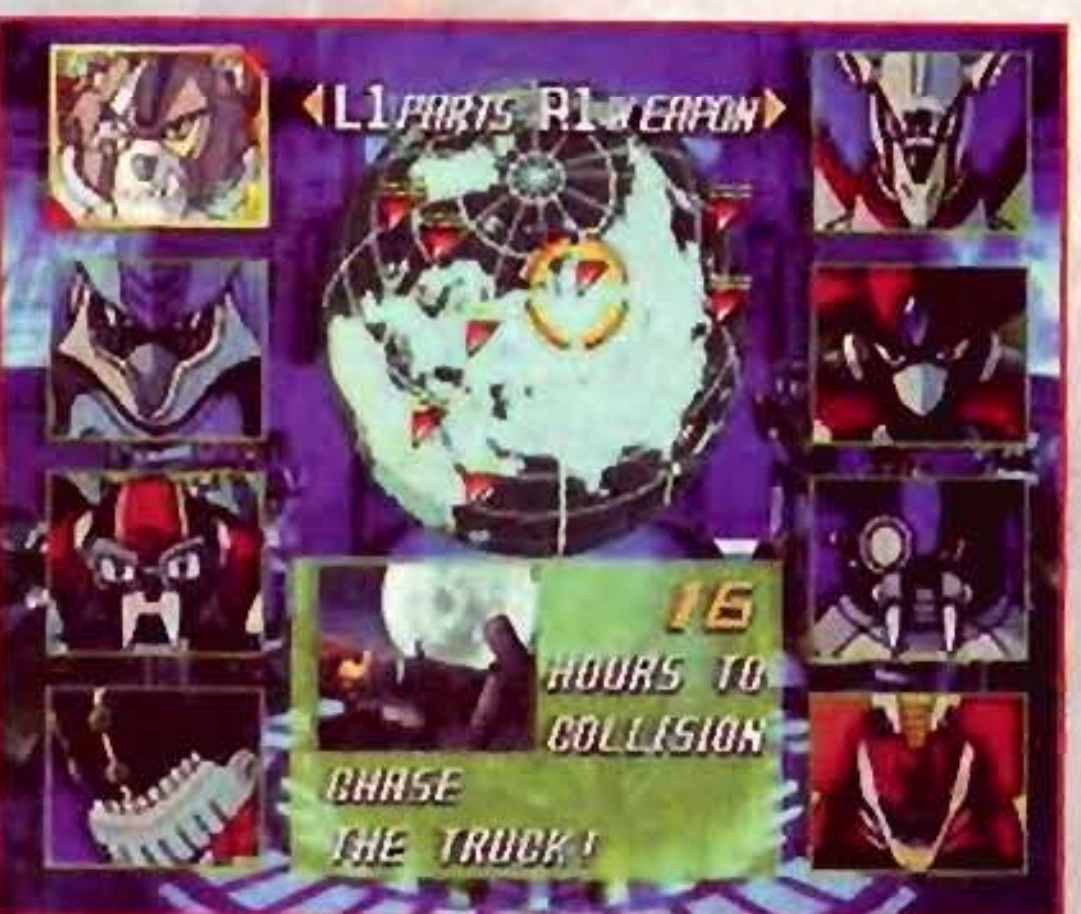 L1 PARTS R1 WEAPON
16
HOURS TO
COLLISION
CHASE
THE TRUCK!